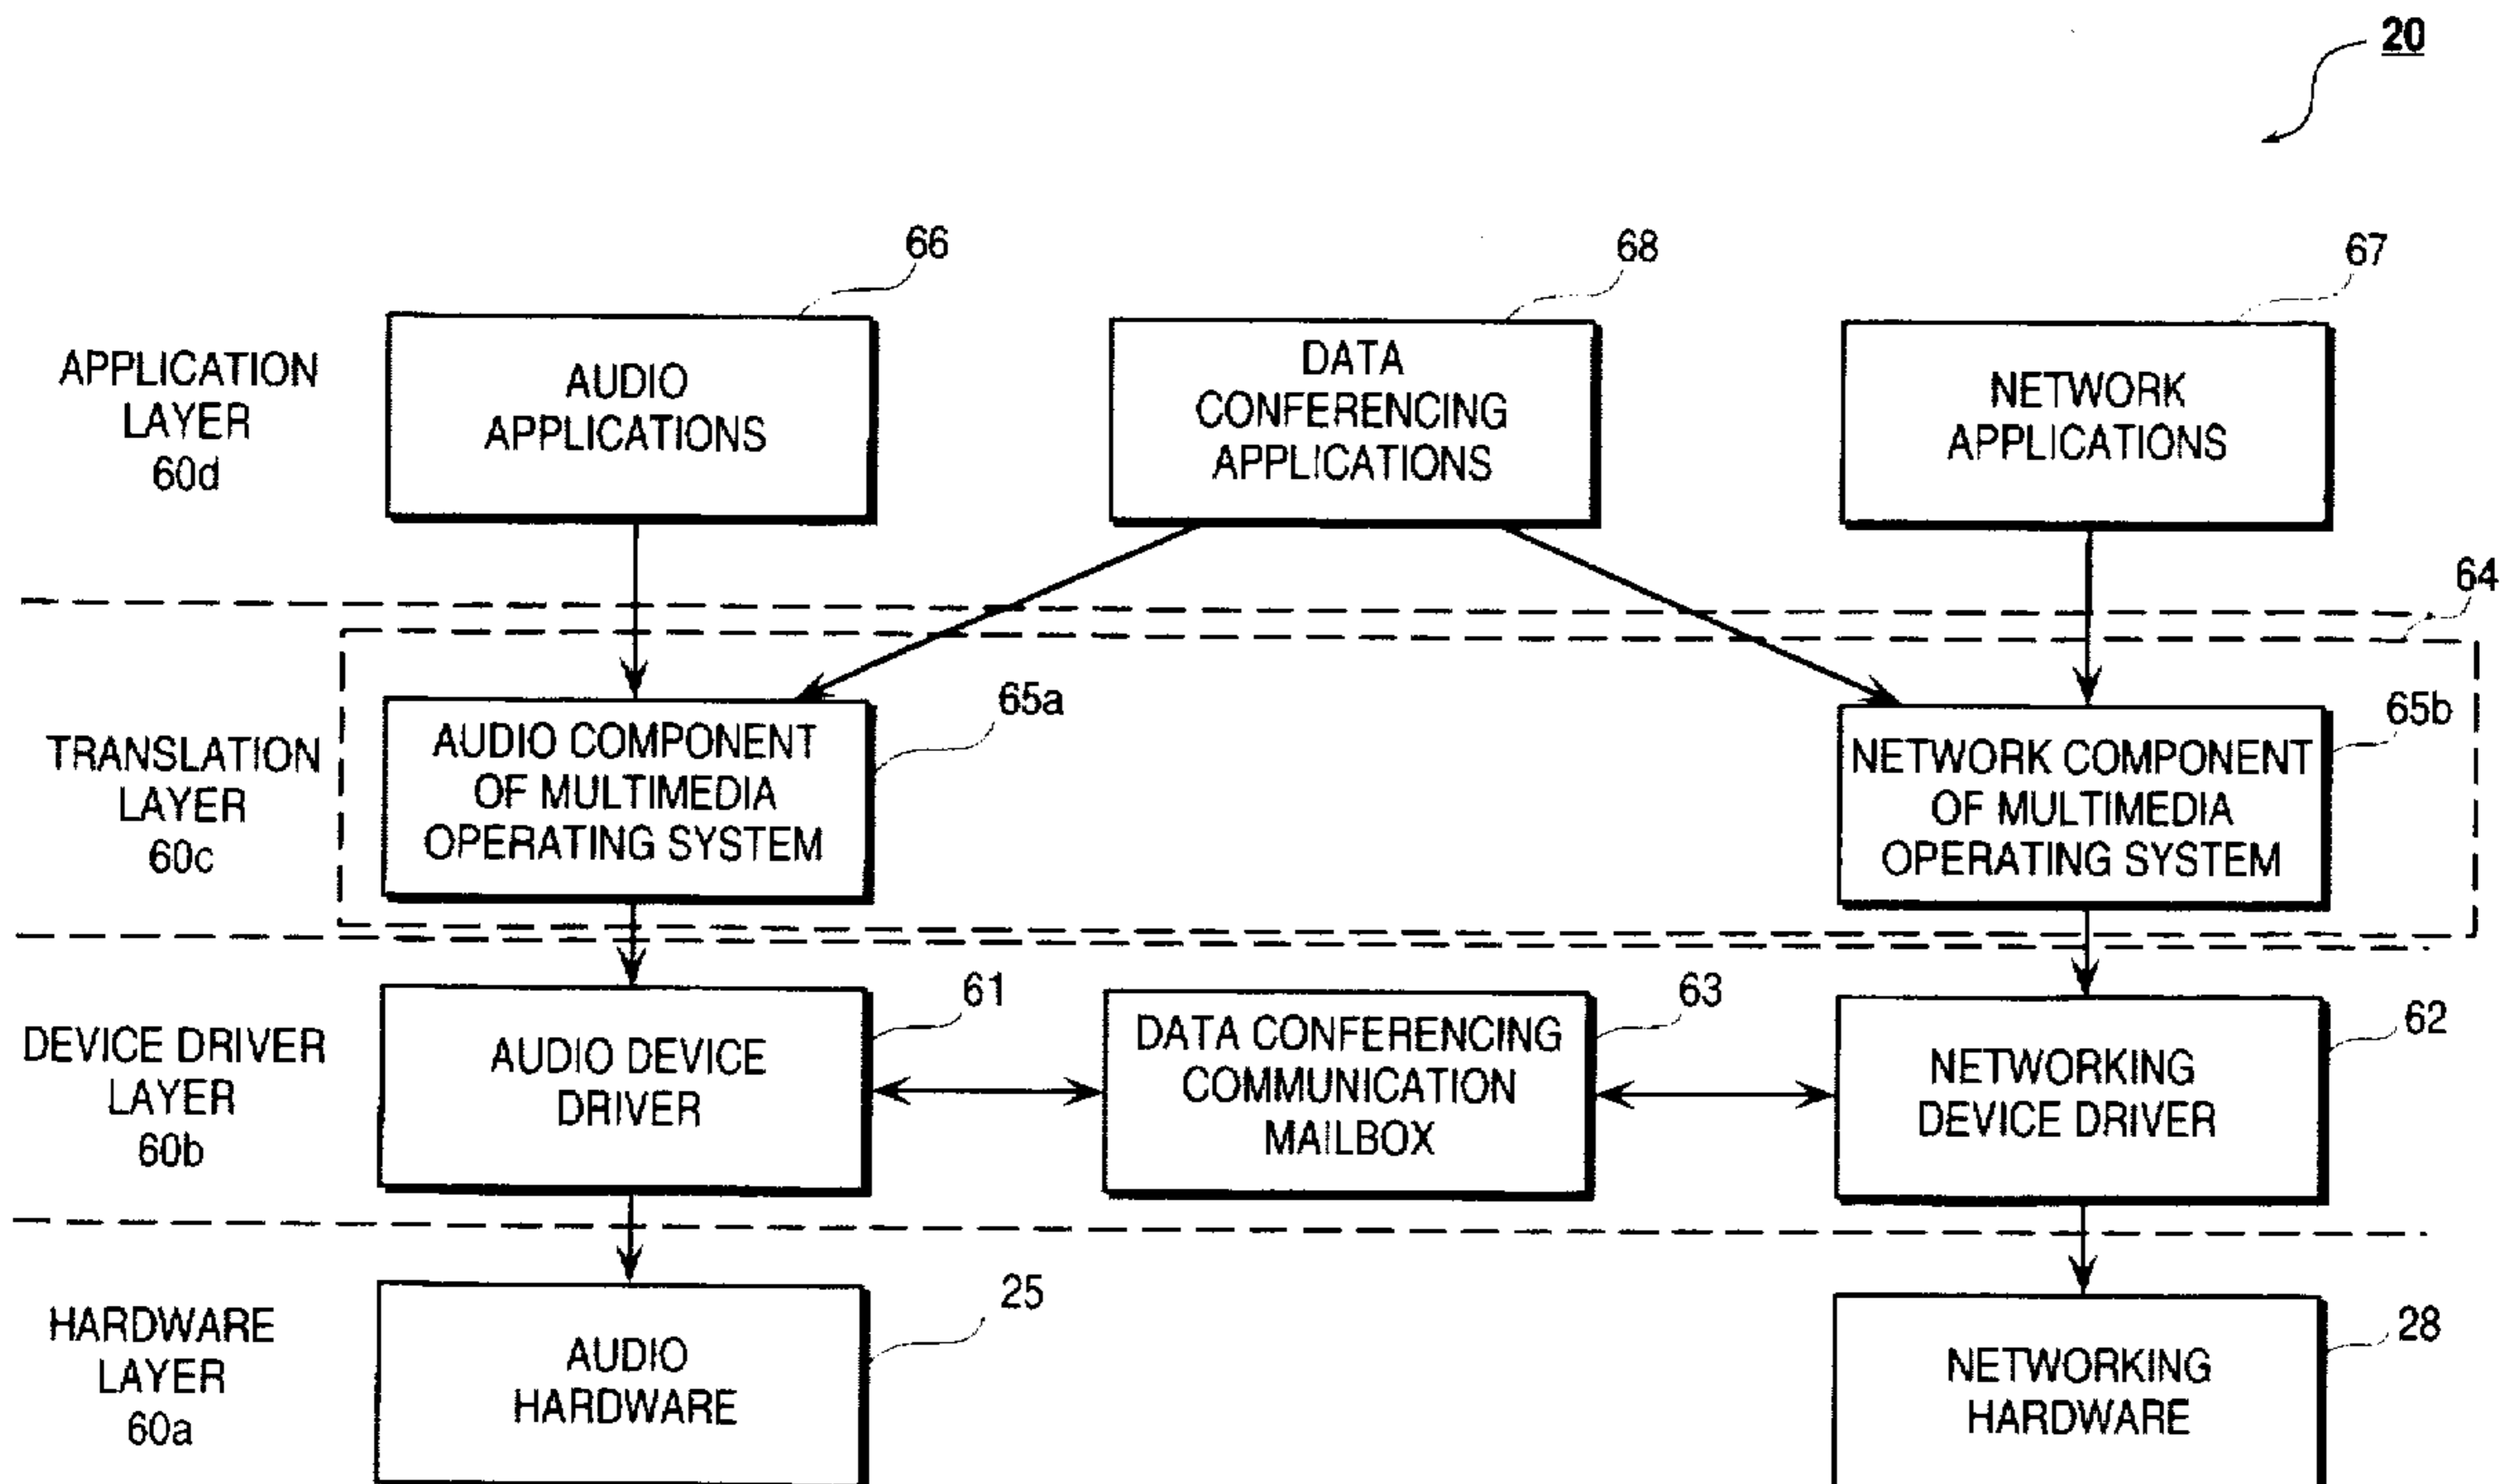 20
66
68
67
APPLICATION
LAYER
60d
AUDIO
APPLICATIONS
DATA
CONFERENCING
APPLICATIONS
NETWORK
APPLICATIONS
64
65a
65b
TRANSLATION
LAYER
60c
AUDIO COMPONENT
OF MULTIMEDIA
OPERATING SYSTEM
NETWORK COMPONENT
OF MULTIMEDIA
OPERATING SYSTEM
61
63
62
DEVICE DRIVER
LAYER
60b
AUDIO DEVICE
DRIVER
DATA CONFERENCING
COMMUNICATION
MAILBOX
NETWORKING
DEVICE DRIVER
25
28
HARDWARE
LAYER
60a
AUDIO
HARDWARE
NETWORKING
HARDWARE